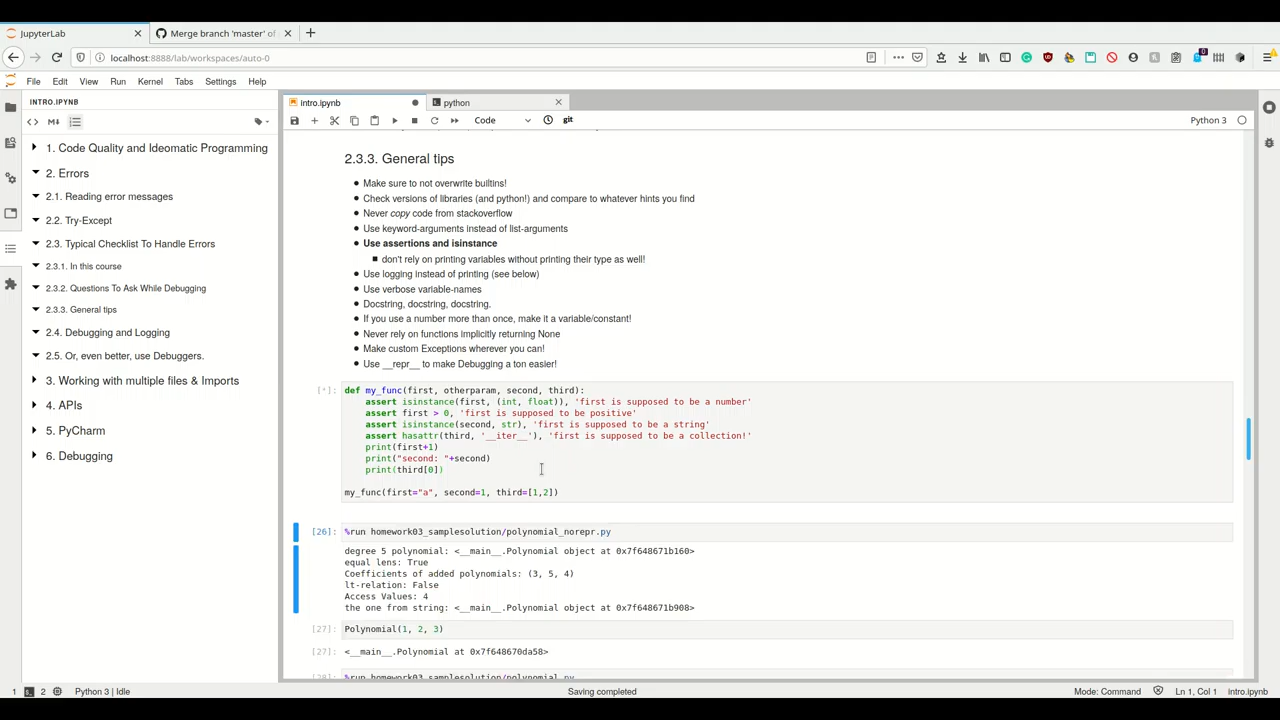 JupyterLab
Merge branch 'master' of
localhost:8888/lab/workspaces/auto-0
File Edit View Run Kernel Tabs Settings Help
INTRO.IPYNB
intro.ipynb
python
Code
git
Python 3
1. Code Quality and Ideomatic Programming
2. Errors
2.1. Reading error messages
2.2. Try-Except
2.3. Typical Checklist To Handle Errors
2.3.1. In this course
2.3.2. Questions To Ask While Debugging
2.3.3. General tips
2.4. Debugging and Logging
2.5. Or, even better, use Debuggers.
3. Working with multiple files & Imports
4. APIs
5. PyCharm
6. Debugging
2.3.3. General tips
Make sure to not overwrite builtins!
Check versions of libraries (and python!) and compare to whatever hints you find
Never copy code from stackoverflow
Use keyword-arguments instead of list-arguments
Use assertions and isinstance
don't rely on printing variables without printing their type as well!
Use logging instead of printing (see below)
Use verbose variable-names
Docstring, docstring, docstring.
If you use a number more than once, make it a variable/constant!
Never rely on functions implicitly returning None
Make custom Exceptions wherever you can!
Use __repr__ to make Debugging a ton easier!
[*]: def my_func(first, otherparam, second, third):
assert isinstance(first, (int, float)), 'first is supposed to be a number'
assert first > 0, 'first is supposed to be positive'
assert isinstance(second, str), 'first is supposed to be a string'
assert hasattr(third, '__iter__'), 'first is supposed to be a collection!'
print(first+1)
print("second: "+second)
print(third[0])
my_func(first="a", second=1, third=[1,2])
[26]: %run homework03_samplesolution/polynomial_norepr.py
degree 5 polynomial: <__main__.Polynomial object at 0x7f648671b160>
equal lens: True
Coefficients of added polynomials: (3, 5, 4)
lt-relation: False
Access Values: 4
the one from string: <__main__.Polynomial object at 0x7f648671b908>
[27]: Polynomial(1, 2, 3)
[27]: <__main__.Polynomial at 0x7f648670da58>
[28]: %run homework03_samplesolution/polynomial.py
1 2 Python 3 | Idle
Saving completed
Mode: Command
Ln 1, Col 1
intro.ipynb